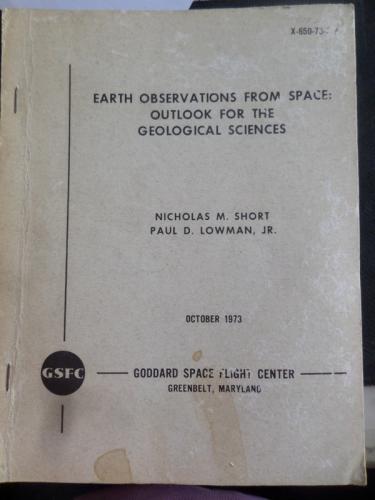 X-650-73-
EARTH OBSERVATIONS FROM SPACE:
OUTLOOK FOR THE
GEOLOGICAL SCIENCES
NICHOLAS M. SHORT
PAUL D. LOWMAN, JR.
OCTOBER 1973
GSFC
GODDARD SPACE FLIGHT CENTER
GREENBELT, MARYLAND